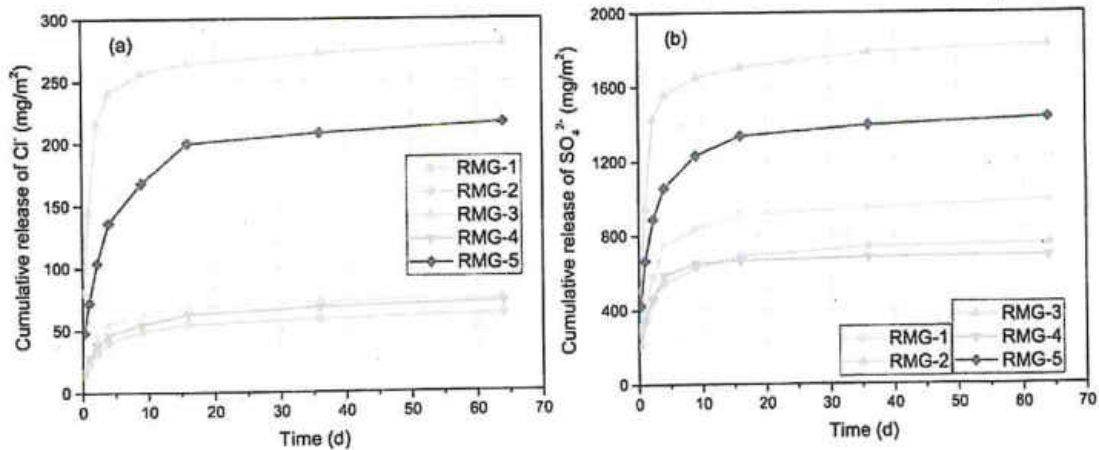 (a)
Cumulative release of Cl⁻ (mg/m²)
300
250
200
150
100
50
0
0 10 20 30 40 50 60 70
Time (d)
RMG-1
RMG-2
RMG-3
RMG-4
RMG-5
(b)
Cumulative release of SO₄²⁻ (mg/m²)
2000
1600
1200
800
400
0
0 10 20 30 40 50 60 70
Time (d)
RMG-1
RMG-2
RMG-3
RMG-4
RMG-5